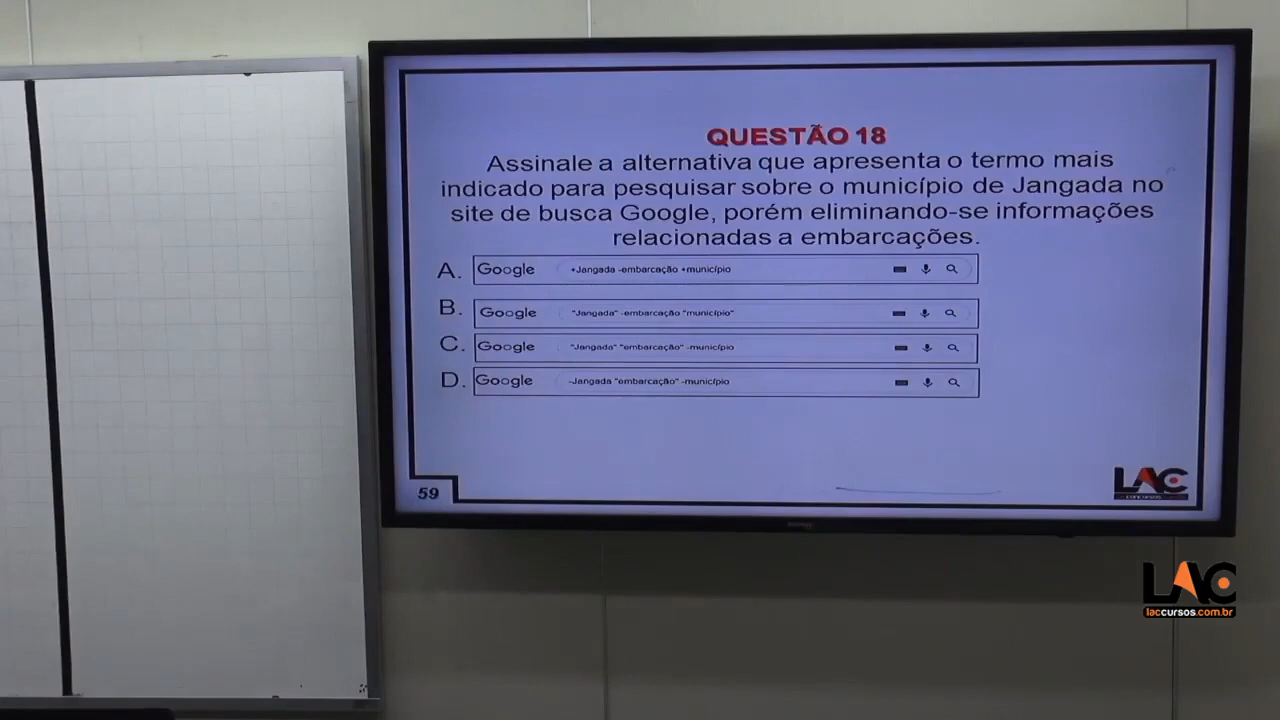 QUESTÃO 18
Assinale a alternativa que apresenta o termo mais
indicado para pesquisar sobre o município de Jangada no
site de busca Google, porém eliminando-se informações
relacionadas a embarcações.
A. Google +Jangada -embarcação +município
B. Google "Jangada" -embarcação "município"
C. Google "Jangada" "embarcação" -município
D. Google -Jangada "embarcação" -município
59
LAC
CONCURSOS
LAC
laccursos.com.br